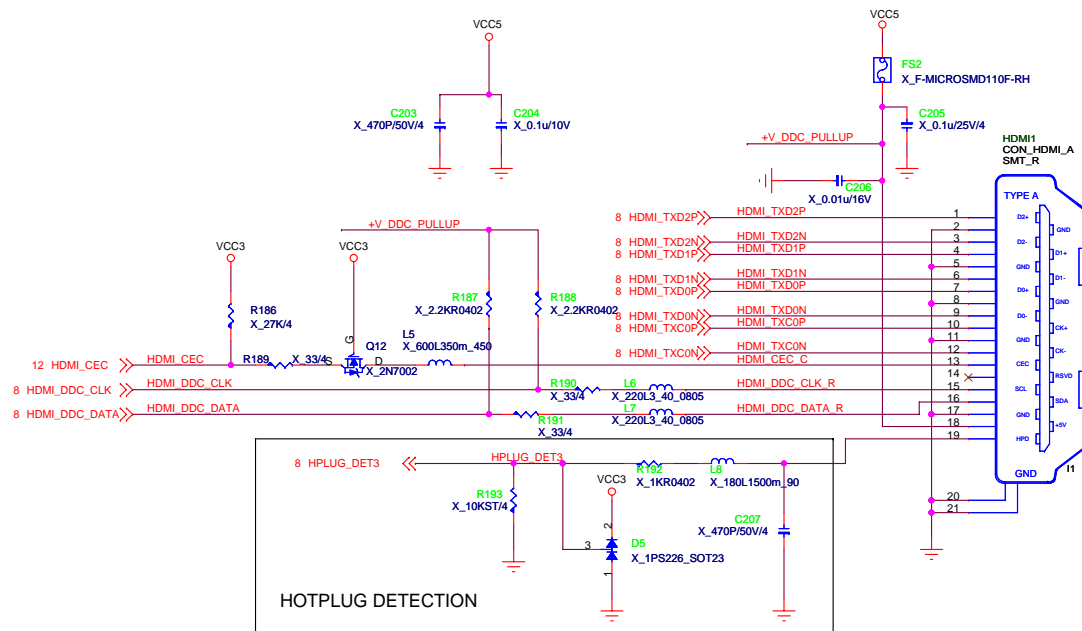 VCC5
VCC5
FS2
X_F-MICROSMD110F-RH
C203
X_470P/50V/4
C204
X_0.1u/10V
C205
X_0.1u/25V/4
+V_DDC_PULLUP
HDMI1
CON_HDMI_A
SMT_R
C206
X_0.01u/16V
TYPE A
8 HDMI_TXD2P HDMI_TXD2P 1 D2+
2 GND
8 HDMI_TXD2N HDMI_TXD2N 3 D2-
8 HDMI_TXD1P HDMI_TXD1P 4 D1+
5 GND
8 HDMI_TXD1N HDMI_TXD1N 6 D1-
8 HDMI_TXD0P HDMI_TXD0P 7 D0+
8 GND
8 HDMI_TXD0N HDMI_TXD0N 9 D0-
8 HDMI_TXC0P HDMI_TXC0P 10 CK+
11 GND
8 HDMI_TXC0N HDMI_TXC0N 12 CK-
HDMI_CEC_C 13 CEC
14 RSVD
HDMI_DDC_CLK_R 15 SCL
HDMI_DDC_DATA_R 16 SDA
17 GND
18 +5V
19 HPD
GND
I1
20
21
+V_DDC_PULLUP
VCC3
VCC3
R186
X_27K/4
R187
X_2.2KR0402
R188
X_2.2KR0402
G
Q12
S
D
X_2N7002
L5
X_600L350m_450
12 HDMI_CEC HDMI_CEC
R189
X_33/4
8 HDMI_DDC_CLK HDMI_DDC_CLK
R190
X_33/4
L6
X_220L3_40_0805
8 HDMI_DDC_DATA HDMI_DDC_DATA
R191
X_33/4
L7
X_220L3_40_0805
8 HPLUG_DET3 HPLUG_DET3
R192
X_1KR0402
L8
X_180L1500m_90
R193
X_10KST/4
VCC3
2
3
1
D5
X_1PS226_SOT23
C207
X_470P/50V/4
HOTPLUG DETECTION